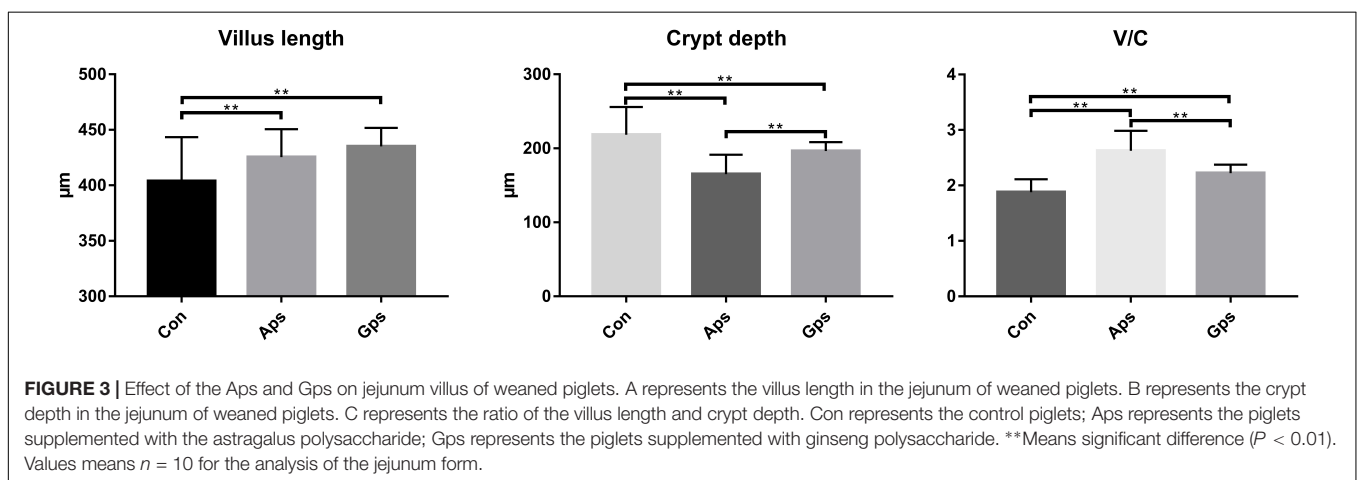 Villus length
500
450
400
350
300
µm
**
**
Con
Aps
Gps
Crypt depth
300
200
100
0
µm
**
**
**
Con
Aps
Gps
V/C
4
3
2
1
0
**
**
**
Con
Aps
Gps
FIGURE 3 | Effect of the Aps and Gps on jejunum villus of weaned piglets. A represents the villus length in the jejunum of weaned piglets. B represents the crypt
depth in the jejunum of weaned piglets. C represents the ratio of the villus length and crypt depth. Con represents the control piglets; Aps represents the piglets
supplemented with the astragalus polysaccharide; Gps represents the piglets supplemented with ginseng polysaccharide. **Means significant difference (P < 0.01).
Values means n = 10 for the analysis of the jejunum form.